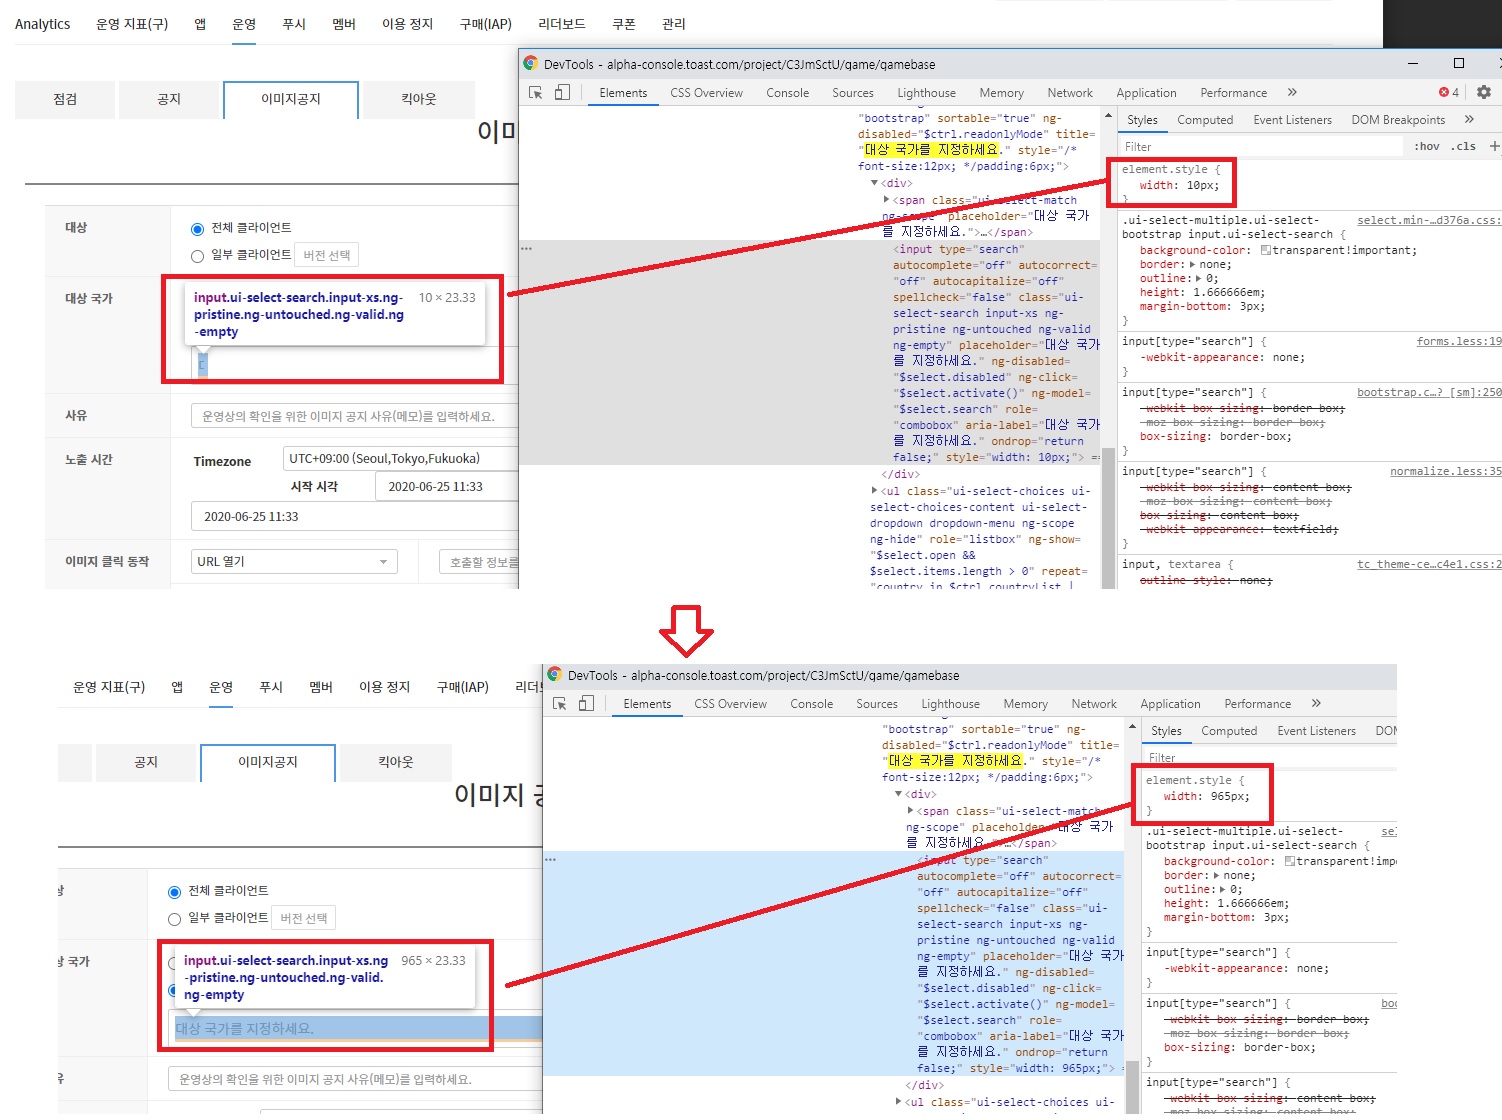 Analytics 운영 지표(구) 앱 운영 푸시 멤버 이용 정지 구매(IAP) 리더보드 쿠폰 관리
점검 공지 이미지공지 킥아웃
이미
대상 전체 클라이언트
일부 클라이언트 버전 선택
대상 국가
input.ui-select-search.input-xs.ng- 10 × 23.33
pristine.ng-untouched.ng-valid.ng
-empty
사유 운영상의 확인을 위한 이미지 공지 사유(메모)를 입력하세요.
노출 시간 Timezone UTC+09:00 (Seoul,Tokyo,Fukuoka)
시작 시각 2020-06-25 11:33
2020-06-25 11:33
이미지 클릭 동작 URL 열기 호출할 정보를
DevTools - alpha-console.toast.com/project/C3JmSctU/game/gamebase
Elements CSS Overview Console Sources Lighthouse Memory Network Application Performance » 4
"bootstrap" sortable="true" ng-
disabled="$ctrl.readonlyMode" title=
"대상 국가를 지정하세요." style="/*
font-size:12px; */padding:6px;">
<div>
<span class="ui-select-match
ng-scope" placeholder="대상 국가
를 지정하세요.">…</span>
<input type="search"
autocomplete="off" autocorrect=
"off" autocapitalize="off"
spellcheck="false" class="ui-
select-search input-xs ng-
pristine ng-untouched ng-valid
ng-empty" placeholder="대상 국가
를 지정하세요." ng-disabled=
"$select.disabled" ng-click=
"$select.activate()" ng-model=
"$select.search" role=
"combobox" aria-label="대상 국가
를 지정하세요." ondrop="return
false;" style="width: 10px;"> ==
</div>
<ul class="ui-select-choices ui-
select-choices-content ui-select-
dropdown dropdown-menu ng-scope
ng-hide" role="listbox" ng-show=
"$select.open &&
$select.items.length > 0" repeat=
"country in $ctrl.countryList |
Styles Computed Event Listeners DOM Breakpoints »
Filter :hov .cls +
element.style {
width: 10px;
}
.ui-select-multiple.ui-select- select.min-…d376a.css:
bootstrap input.ui-select-search {
background-color: transparent!important;
border: none;
outline: 0;
height: 1.666666em;
margin-bottom: 3px;
}
input[type="search"] { forms.less:19
-webkit-appearance: none;
}
input[type="search"] { bootstrap.c…? [sm]:250
-webkit-box-sizing: border-box;
-moz-box-sizing: border-box;
box-sizing: border-box;
}
input[type="search"] { normalize.less:35
-webkit-box-sizing: content-box;
-moz-box-sizing: content-box;
box-sizing: content-box;
-webkit-appearance: textfield;
}
input, textarea { tc_theme-ce…c4e1.css:2
outline-style: none;
운영 지표(구) 앱 운영 푸시 멤버 이용 정지 구매(IAP) 리더보
공지 이미지공지 킥아웃
이미지 공
상 전체 클라이언트
일부 클라이언트 버전 선택
상 국가
input.ui-select-search.input-xs.ng 965 × 23.33
-pristine.ng-untouched.ng-valid.
ng-empty
대상 국가를 지정하세요.
유 운영상의 확인을 위한 이미지 공지 사유(메모)를 입력하세요.
DevTools - alpha-console.toast.com/project/C3JmSctU/game/gamebase
Elements CSS Overview Console Sources Lighthouse Memory Network Application Performance »
"bootstrap" sortable="true" ng-
disabled="$ctrl.readonlyMode" title=
"대상 국가를 지정하세요." style="/*
font-size:12px; */padding:6px;">
<div>
<span class="ui-select-match
ng-scope" placeholder="대상 국가
를 지정하세요.">…</span>
<input type="search"
autocomplete="off" autocorrect=
"off" autocapitalize="off"
spellcheck="false" class="ui-
select-search input-xs ng-
pristine ng-untouched ng-valid
ng-empty" placeholder="대상 국가
를 지정하세요." ng-disabled=
"$select.disabled" ng-click=
"$select.activate()" ng-model=
"$select.search" role=
"combobox" aria-label="대상 국가
를 지정하세요." ondrop="return
false;" style="width: 965px;"> =
</div>
<ul class="ui-select-choices ui-
Styles Computed Event Listeners DOM
Filter
element.style {
width: 965px;
}
.ui-select-multiple.ui-select- sel
bootstrap input.ui-select-search {
background-color: transparent!impo
border: none;
outline: 0;
height: 1.666666em;
margin-bottom: 3px;
}
input[type="search"] {
-webkit-appearance: none;
}
input[type="search"] { boo
-webkit-box-sizing: border-box;
-moz-box-sizing: border-box;
box-sizing: border-box;
}
input[type="search"] {
-webkit-box-sizing: content-box;
-moz-box-sizing: content-box;